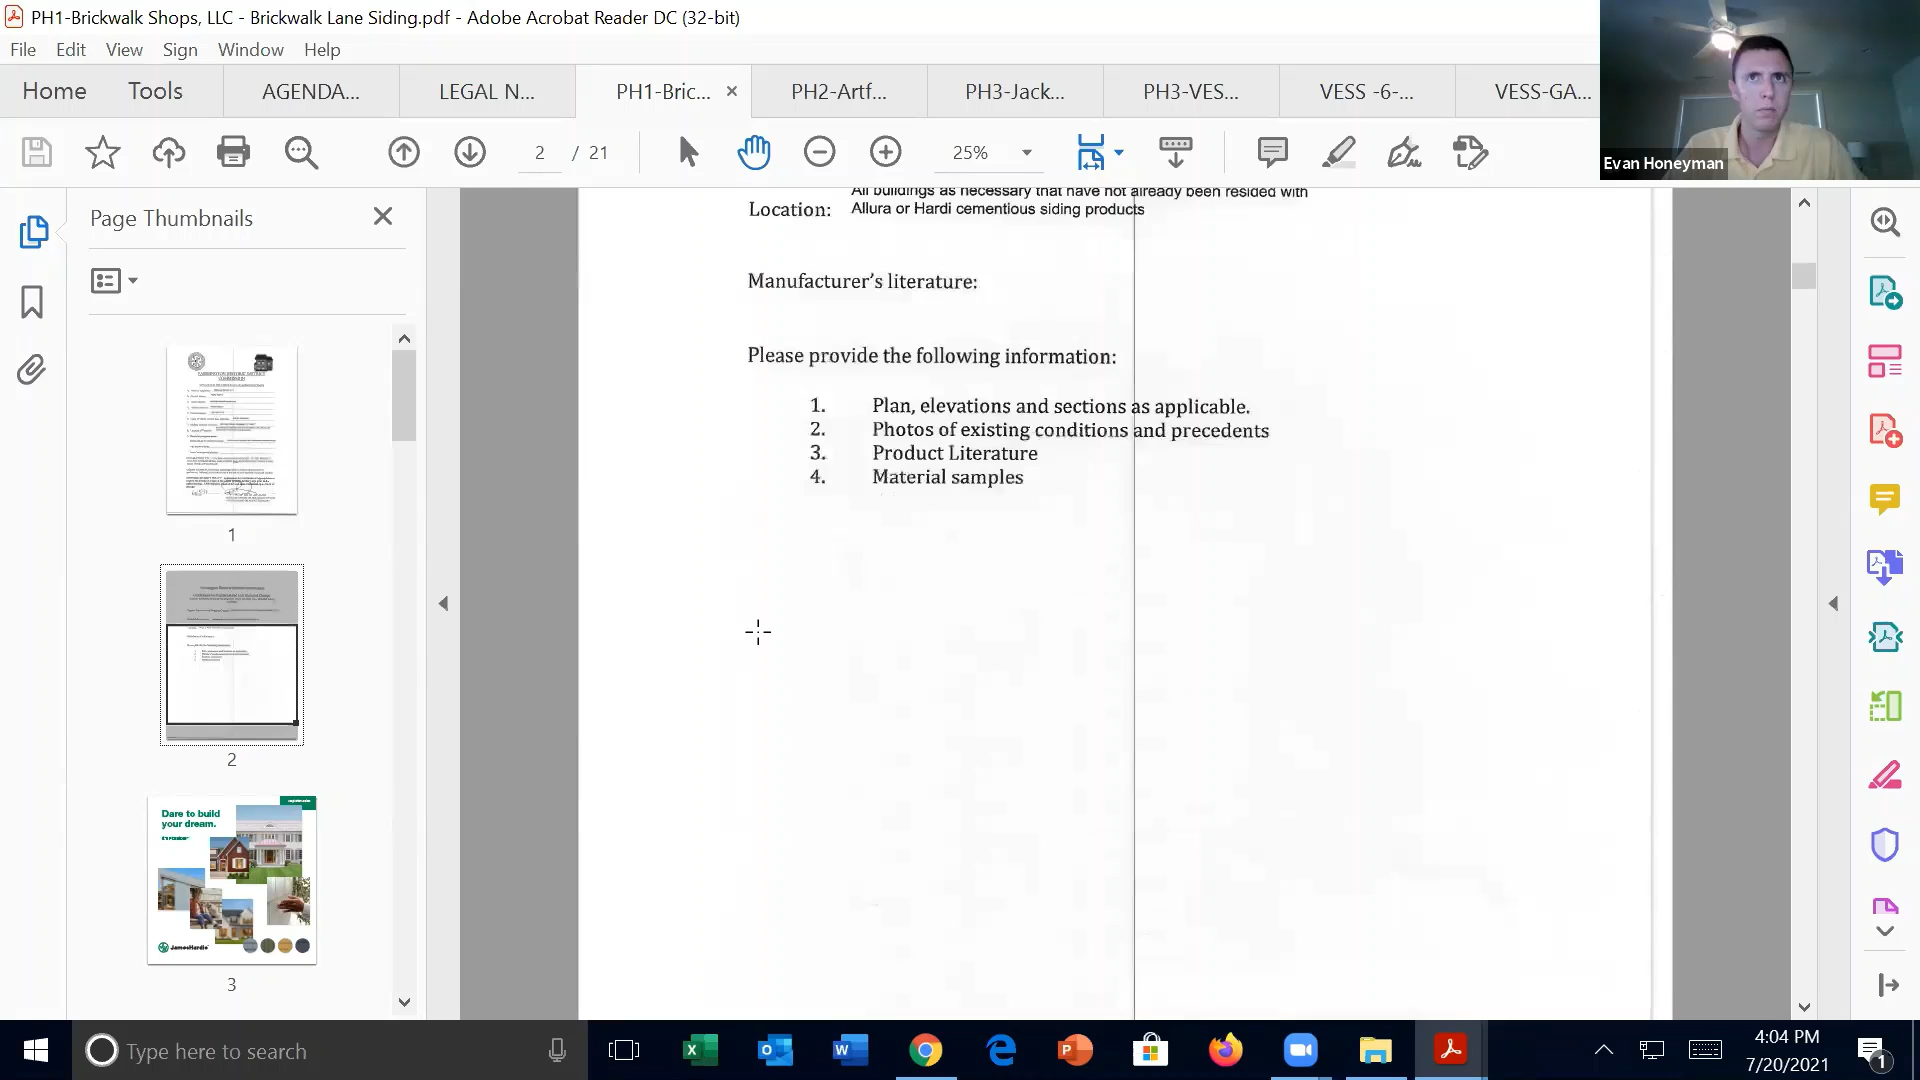 PH1-Brickwalk Shops, LLC - Brickwalk Lane Siding.pdf - Adobe Acrobat Reader DC (32-bit)
File Edit View Sign Window Help
Home Tools AGENDA... LEGAL N... PH1-Bric... PH2-Artf... PH3-Jack... PH3-VES... VESS -6-... VESS-GA...
2 / 21 25%
Evan Honeyman
Page Thumbnails
All buildings as necessary that have not already been resided with
Location: Allura or Hardi cementious siding products
Manufacturer's literature:
Please provide the following information:
1. Plan, elevations and sections as applicable.
2. Photos of existing conditions and precedents
3. Product Literature
4. Material samples
1
2
Dare to build
your dream.
JamesHardie
3
Type here to search
4:04 PM
7/20/2021
1